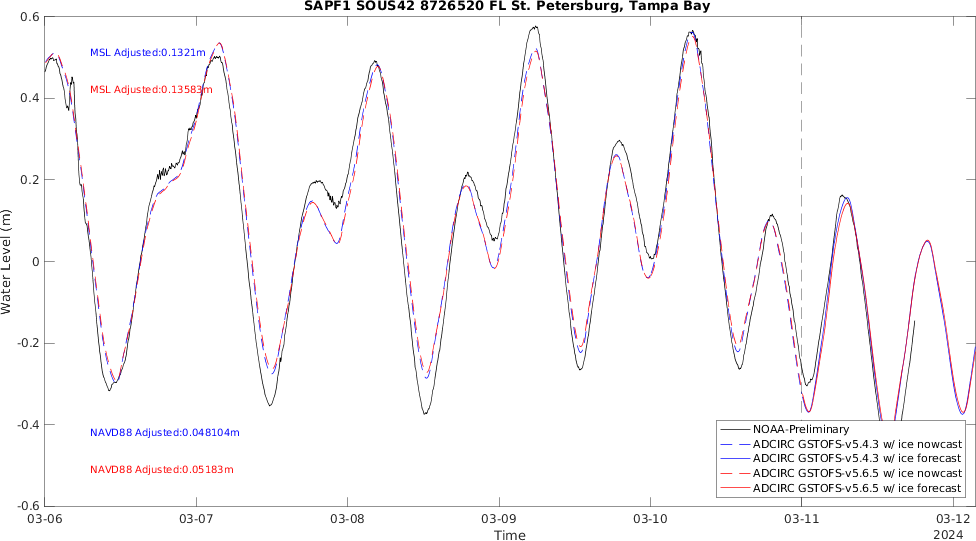 SAPF1 SOUS42 8726520 FL St. Petersburg, Tampa Bay
0.6
MSL Adjusted:0.1321m
MSL Adjusted:0.13583m
0.4
0.2
Water Level (m)
0
-0.2
-0.4
NAVD88 Adjusted:0.048104m
NAVD88 Adjusted:0.05183m
NOAA-Preliminary
ADCIRC GSTOFS-v5.4.3 w/ ice nowcast
ADCIRC GSTOFS-v5.4.3 w/ ice forecast
ADCIRC GSTOFS-v5.6.5 w/ ice nowcast
ADCIRC GSTOFS-v5.6.5 w/ ice forecast
-0.6
03-06 03-07 03-08 03-09 03-10 03-11 03-12
Time
2024